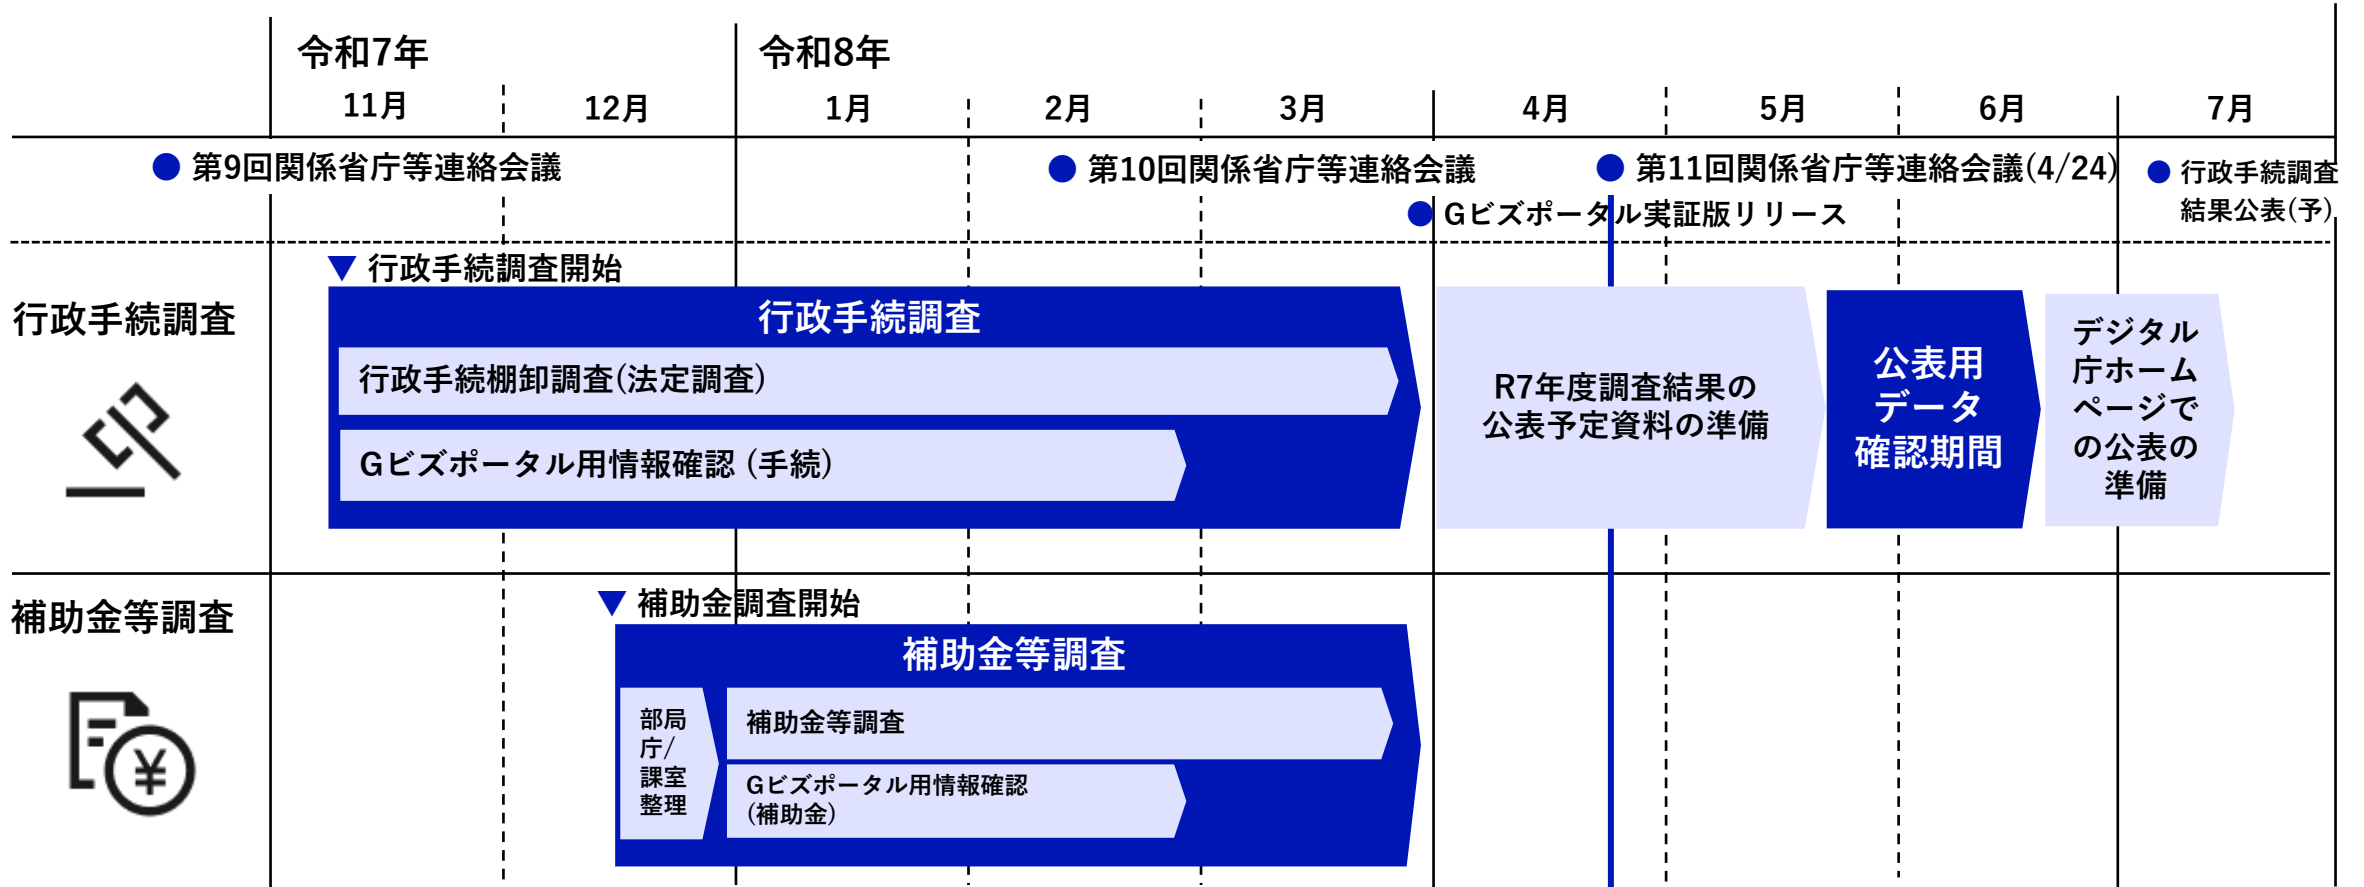 令和7年
令和8年
11月
12月
1月
2月
3月
4月
5月
6月
7月
第9回関係省庁等連絡会議
第10回関係省庁等連絡会議
第11回関係省庁等連絡会議(4/24)
行政手続調査
結果公表(予)
Gビズポータル実証版リリース
行政手続調査
行政手続調査開始
行政手続調査
行政手続棚卸調査(法定調査)
Gビズポータル用情報確認 (手続)
R7年度調査結果の
公表予定資料の準備
公表用
データ
確認期間
デジタル
庁ホーム
ページで
の公表の
準備
補助金等調査
¥
補助金調査開始
補助金等調査
部局
庁/
課室
整理
補助金等調査
Gビズポータル用情報確認
(補助金)